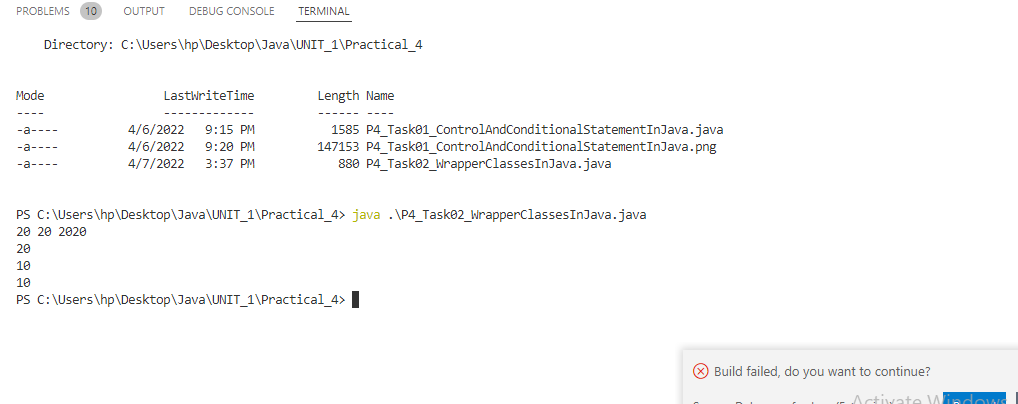 PROBLEMS 10 OUTPUT DEBUG CONSOLE TERMINAL
Directory: C:\Users\hp\Desktop\Java\UNIT_1\Practical_4
Mode LastWriteTime Length Name
---- ------------- ------ ----
-a---- 4/6/2022 9:15 PM 1585 P4_Task01_ControlAndConditionalStatementInJava.java
-a---- 4/6/2022 9:20 PM 147153 P4_Task01_ControlAndConditionalStatementInJava.png
-a---- 4/7/2022 3:37 PM 880 P4_Task02_WrapperClassesInJava.java
PS C:\Users\hp\Desktop\Java\UNIT_1\Practical_4> java .\P4_Task02_WrapperClassesInJava.java
20 20 2020
20
10
10
PS C:\Users\hp\Desktop\Java\UNIT_1\Practical_4>
Build failed, do you want to continue?
Activate Windows